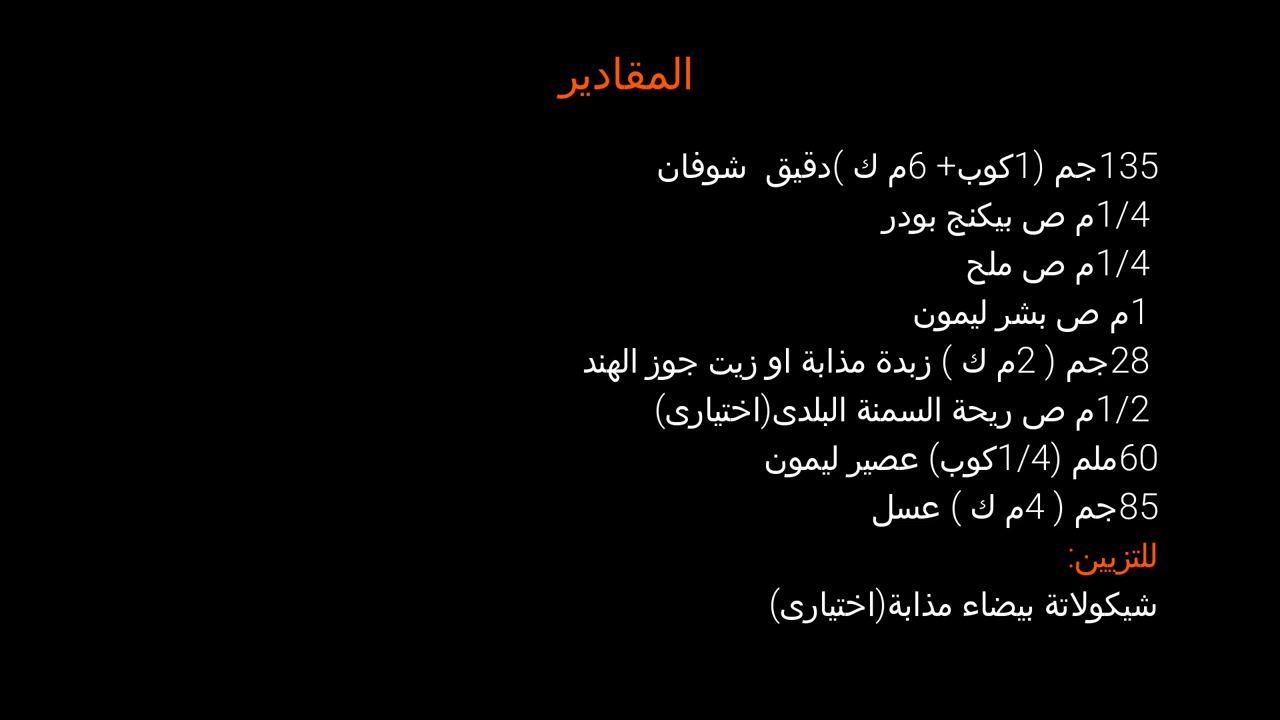 المقادير
135جم (1كوب+ 6م ك )دقيق شوفان
1/4م ص بيكنج بودر
1/4م ص ملح
1م ص بشر ليمون
28جم ( 2م ك ) زبدة مذابة او زيت جوز الهند
1/2م ص ريحة السمنة البلدى(اختيارى)
60ملم (1/4كوب) عصير ليمون
85جم ( 4م ك ) عسل
للتزيين:
شيكولاتة بيضاء مذابة(اختيارى)